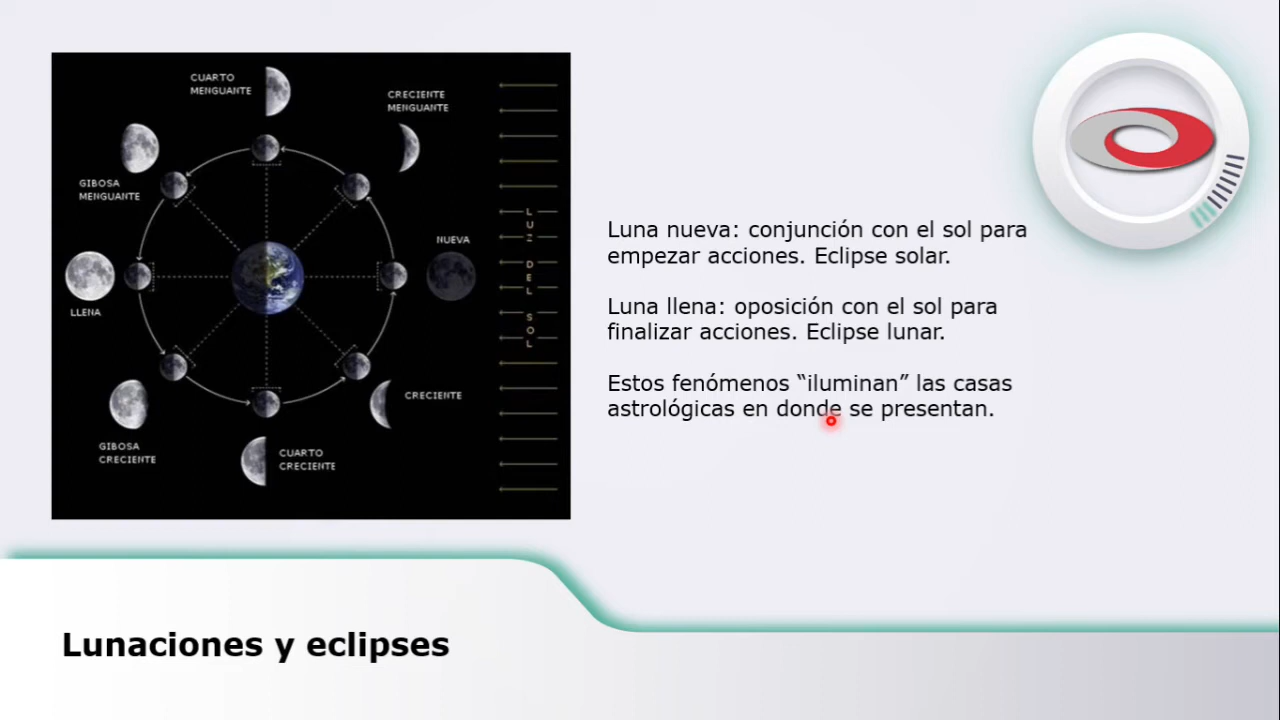 CUARTO
MENGUANTE
CRECIENTE
MENGUANTE
GIBOSA
MENGUANTE
NUEVA
LLENA
CRECIENTE
GIBOSA
CRECIENTE
CUARTO
CRECIENTE
LUZ DEL SOL
Luna nueva: conjunción con el sol para
empezar acciones. Eclipse solar.
Luna llena: oposición con el sol para
finalizar acciones. Eclipse lunar.
Estos fenómenos “iluminan” las casas
astrológicas en donde se presentan.
Lunaciones y eclipses